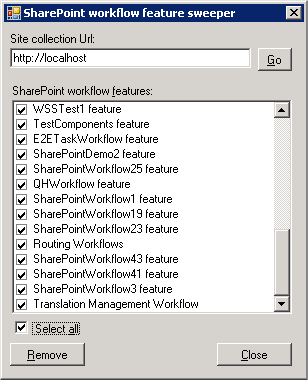 SharePoint workflow feature sweeper
Site collection Url:
http://localhost
Go
SharePoint workflow features:
WSSTest1 feature
TestComponents feature
E2ETaskWorkflow feature
SharePointDemo2 feature
SharePointWorkflow25 feature
QHWorkflow feature
SharePointWorkflow1 feature
SharePointWorkflow19 feature
SharePointWorkflow23 feature
Routing Workflows
SharePointWorkflow43 feature
SharePointWorkflow41 feature
SharePointWorkflow3 feature
Translation Management Workflow
Select all
Remove
Close